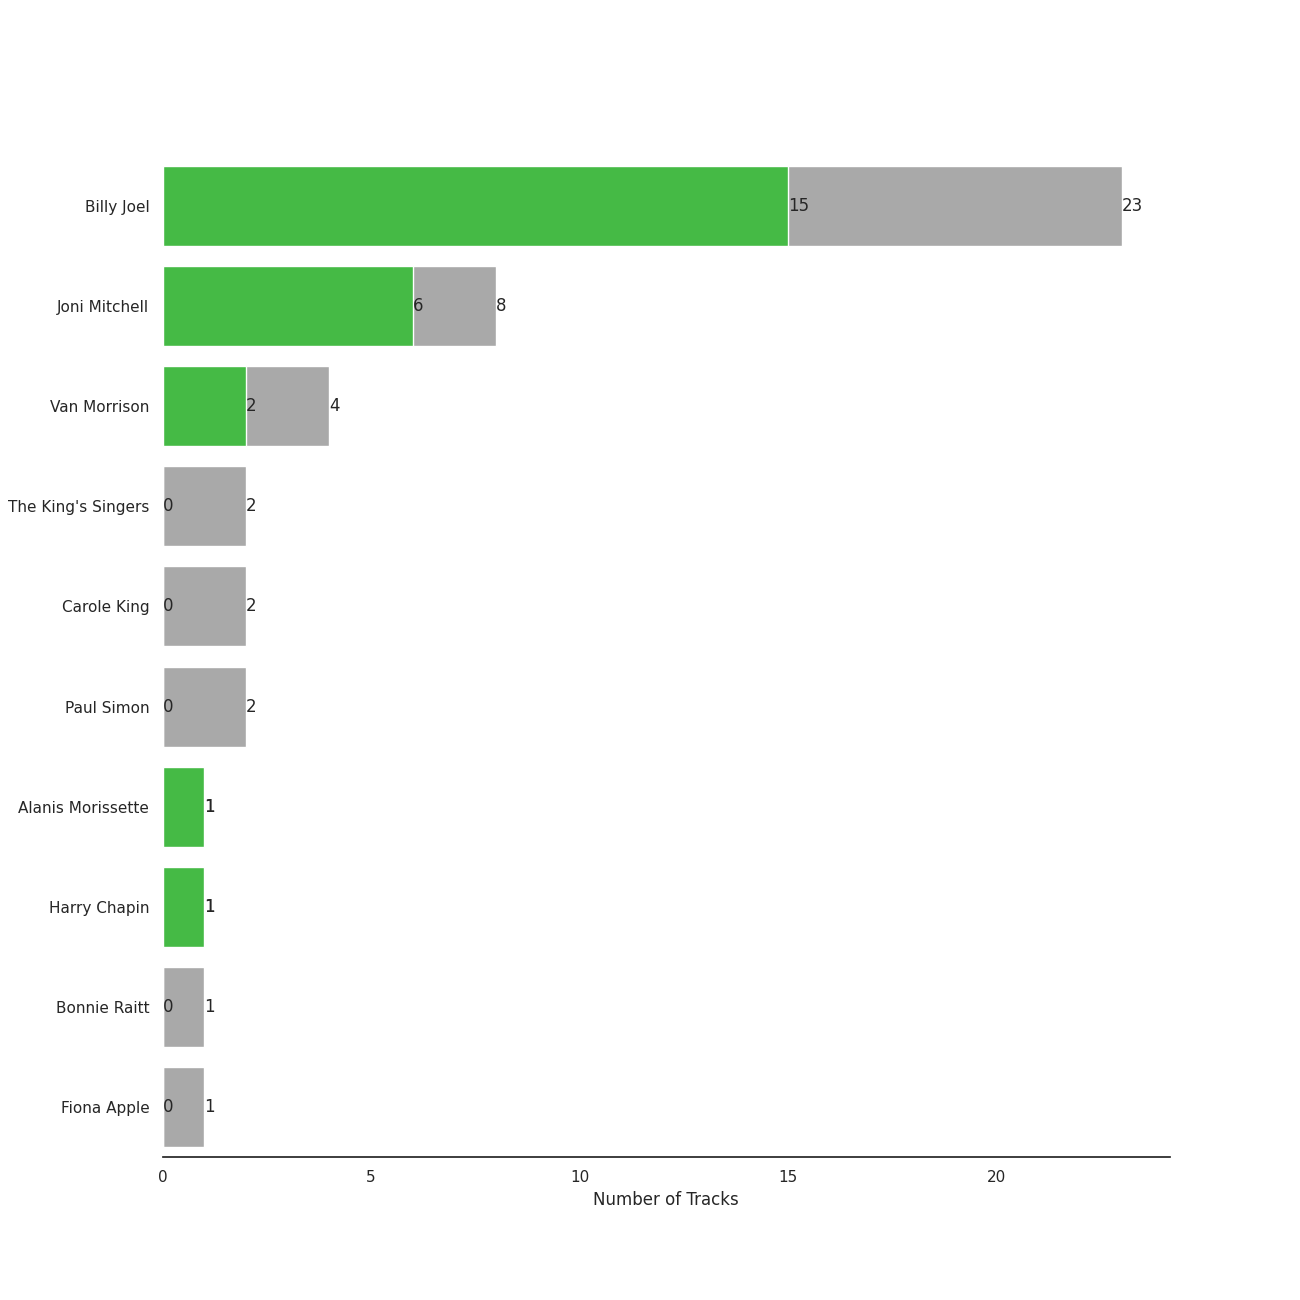 Billy Joel 15 23
Joni Mitchell 6 8
Van Morrison 2 4
The King's Singers 0 2
Carole King 0 2
Paul Simon 0 2
Alanis Morissette 1
Harry Chapin 1
Bonnie Raitt 0 1
Fiona Apple 0 1
0 5 10 15 20
Number of Tracks